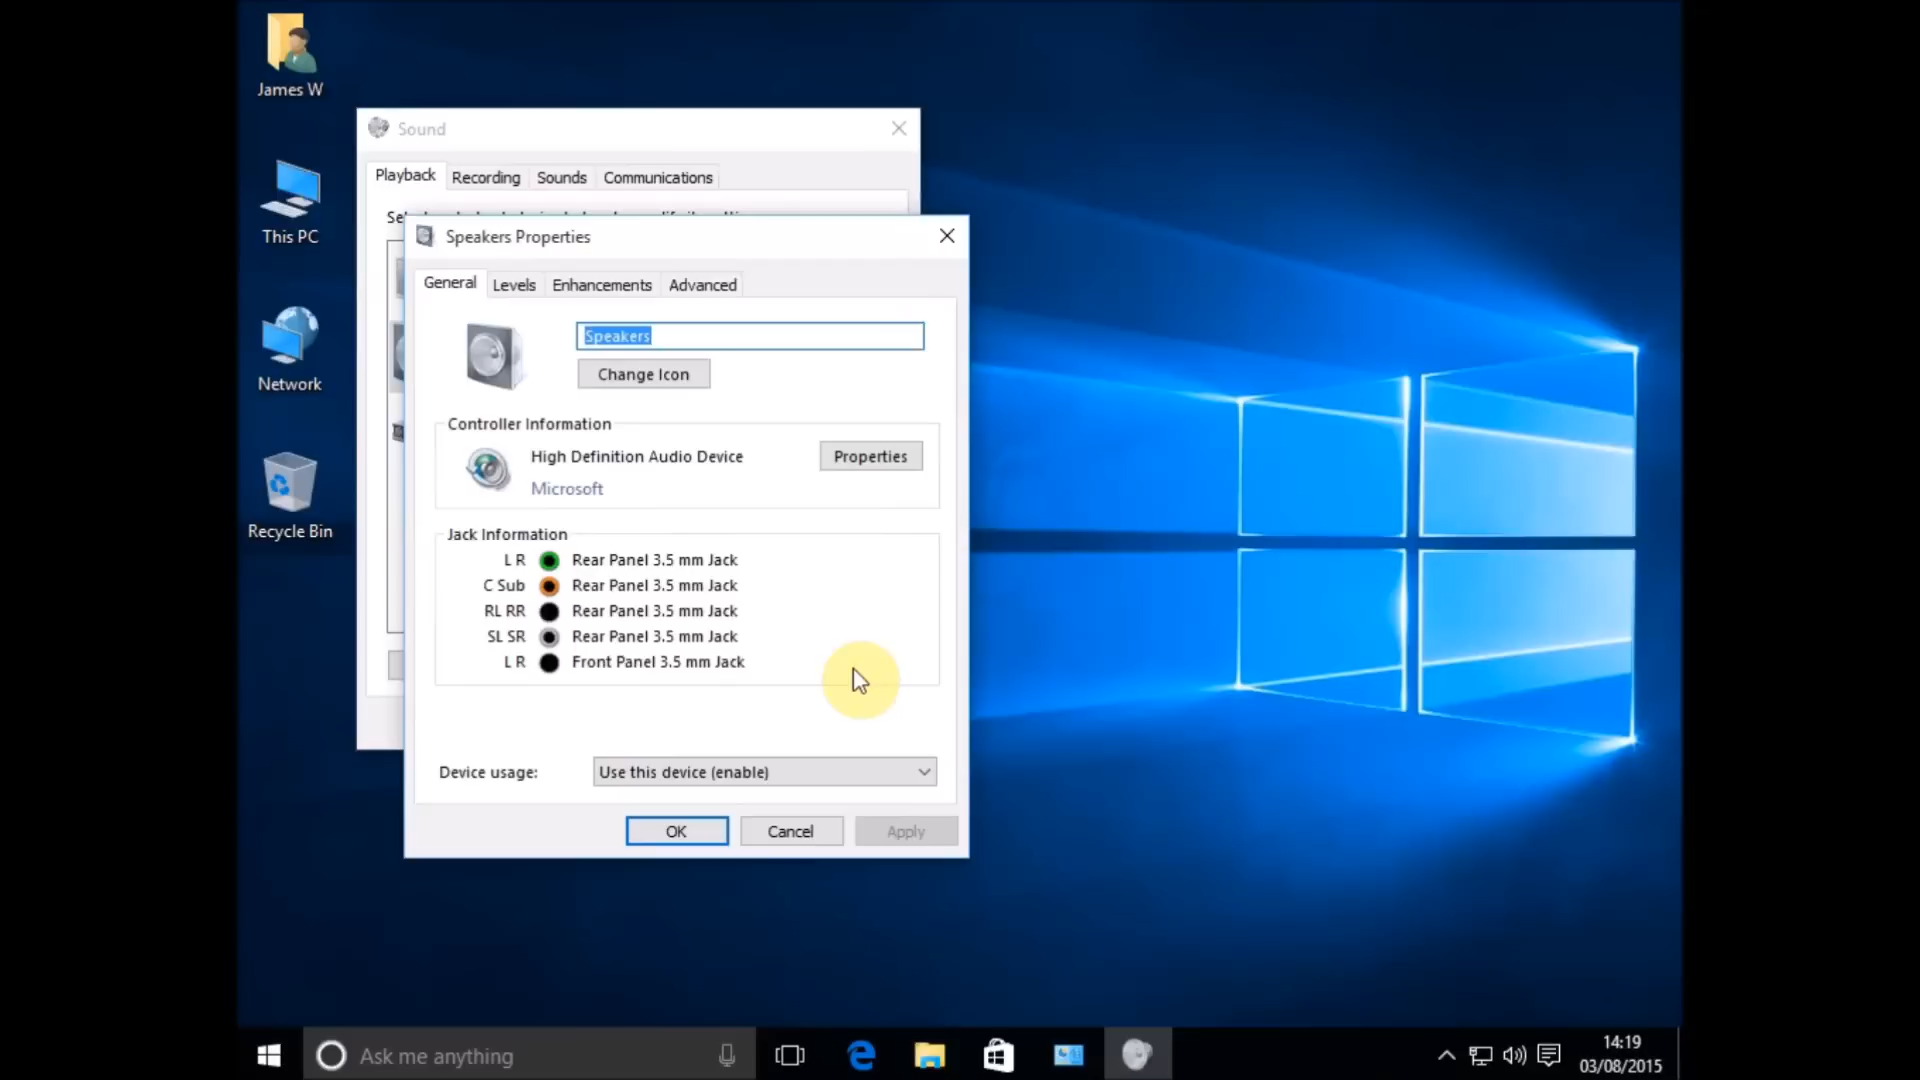 James W
This PC
Network
Recycle Bin
Sound
Playback
Recording
Sounds
Communications
Speakers Properties
General
Levels
Enhancements
Advanced
Speakers
Change Icon
Controller Information
High Definition Audio Device
Properties
Microsoft
Jack Information
L R Rear Panel 3.5 mm Jack
C Sub Rear Panel 3.5 mm Jack
RL RR Rear Panel 3.5 mm Jack
SL SR Rear Panel 3.5 mm Jack
L R Front Panel 3.5 mm Jack
Device usage: Use this device (enable)
OK
Cancel
Apply
Ask me anything
14:19
03/08/2015